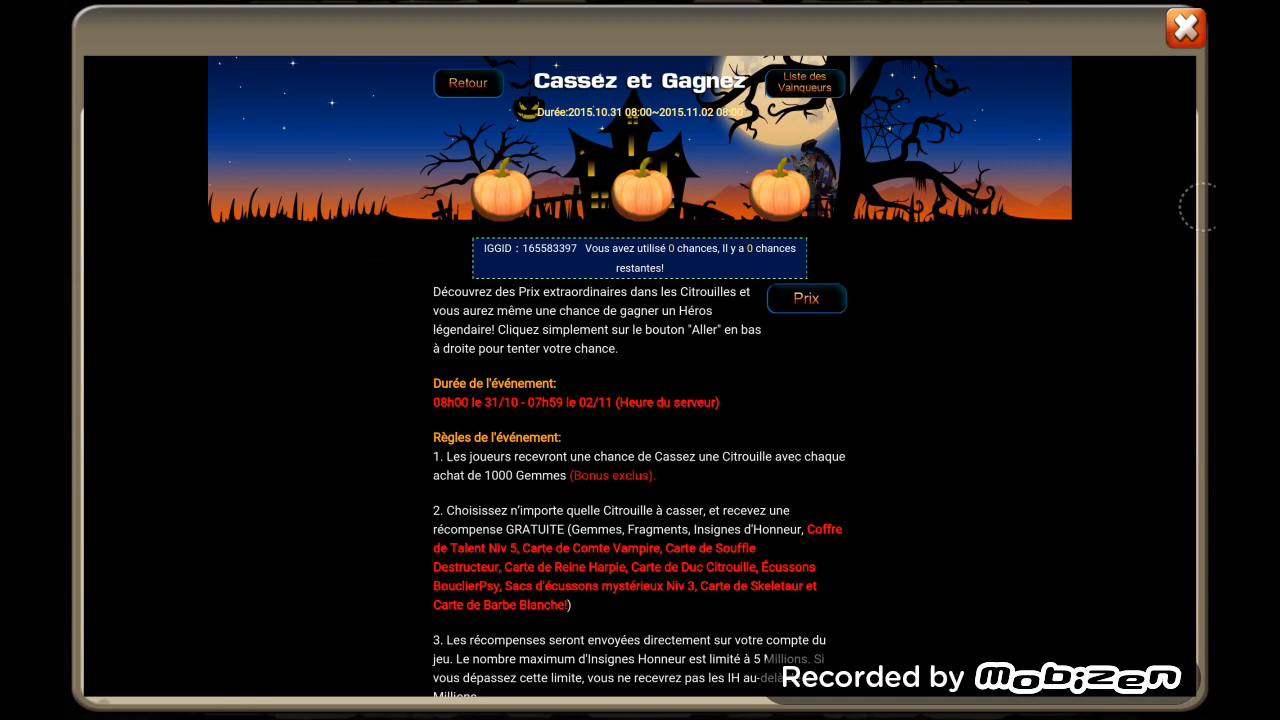 Retour
Cassez et Gagnez
Liste des
Vainqueurs
Durée:2015.10.31 08:00~2015.11.02 08:00
IGGID : 165583397 Vous avez utilisé 0 chances, Il y a 0 chances
restantes!
Découvrez des Prix extraordinaires dans les Citrouilles et
vous aurez même une chance de gagner un Héros
légendaire! Cliquez simplement sur le bouton "Aller" en bas
à droite pour tenter votre chance.
Prix
Durée de l'événement:
08h00 le 31/10 - 07h59 le 02/11 (Heure du serveur)
Règles de l'événement:
1. Les joueurs recevront une chance de Cassez une Citrouille avec chaque
achat de 1000 Gemmes (Bonus exclus).
2. Choisissez n'importe quelle Citrouille à casser, et recevez une
récompense GRATUITE (Gemmes, Fragments, Insignes d'Honneur, Coffre
de Talent Niv 5, Carte de Comte Vampire, Carte de Souffle
Destructeur, Carte de Reine Harpie, Carte de Duc Citrouille, Écussons
BouclierPsy, Sacs d'écussons mystérieux Niv 3, Carte de Skeletaur et
Carte de Barbe Blanche!)
3. Les récompenses seront envoyées directement sur votre compte du
jeu. Le nombre maximum d'Insignes Honneur est limité à 5 Millions. Si
vous dépassez cette limite, vous ne recevrez pas les IH au-delà
Millions
Recorded by mobizen